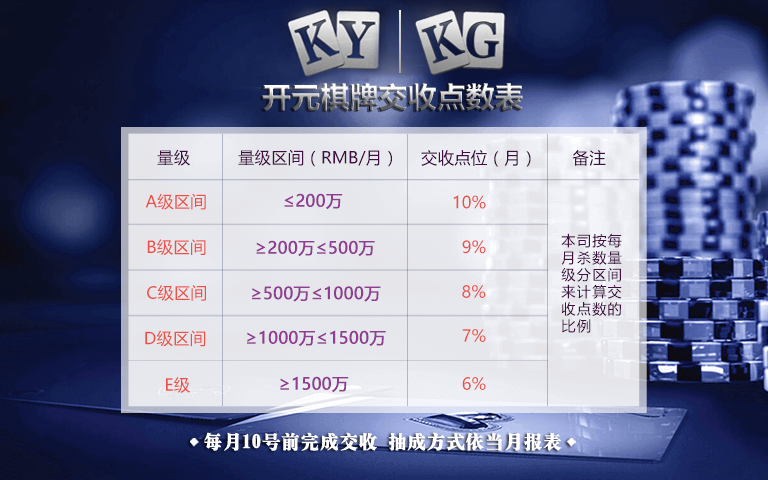 KY KG
开元棋牌交收点数表
量级 量级区间（RMB/月） 交收点位（月） 备注
A级区间 ≤200万 10%
B级区间 ≥200万≤500万 9%
C级区间 ≥500万≤1000万 8%
D级区间 ≥1000万≤1500万 7%
E级 ≥1500万 6%
本司按每
月杀数量
级分区间
来计算交
收点数的
比例
每月10号前完成交收 抽成方式依当月报表